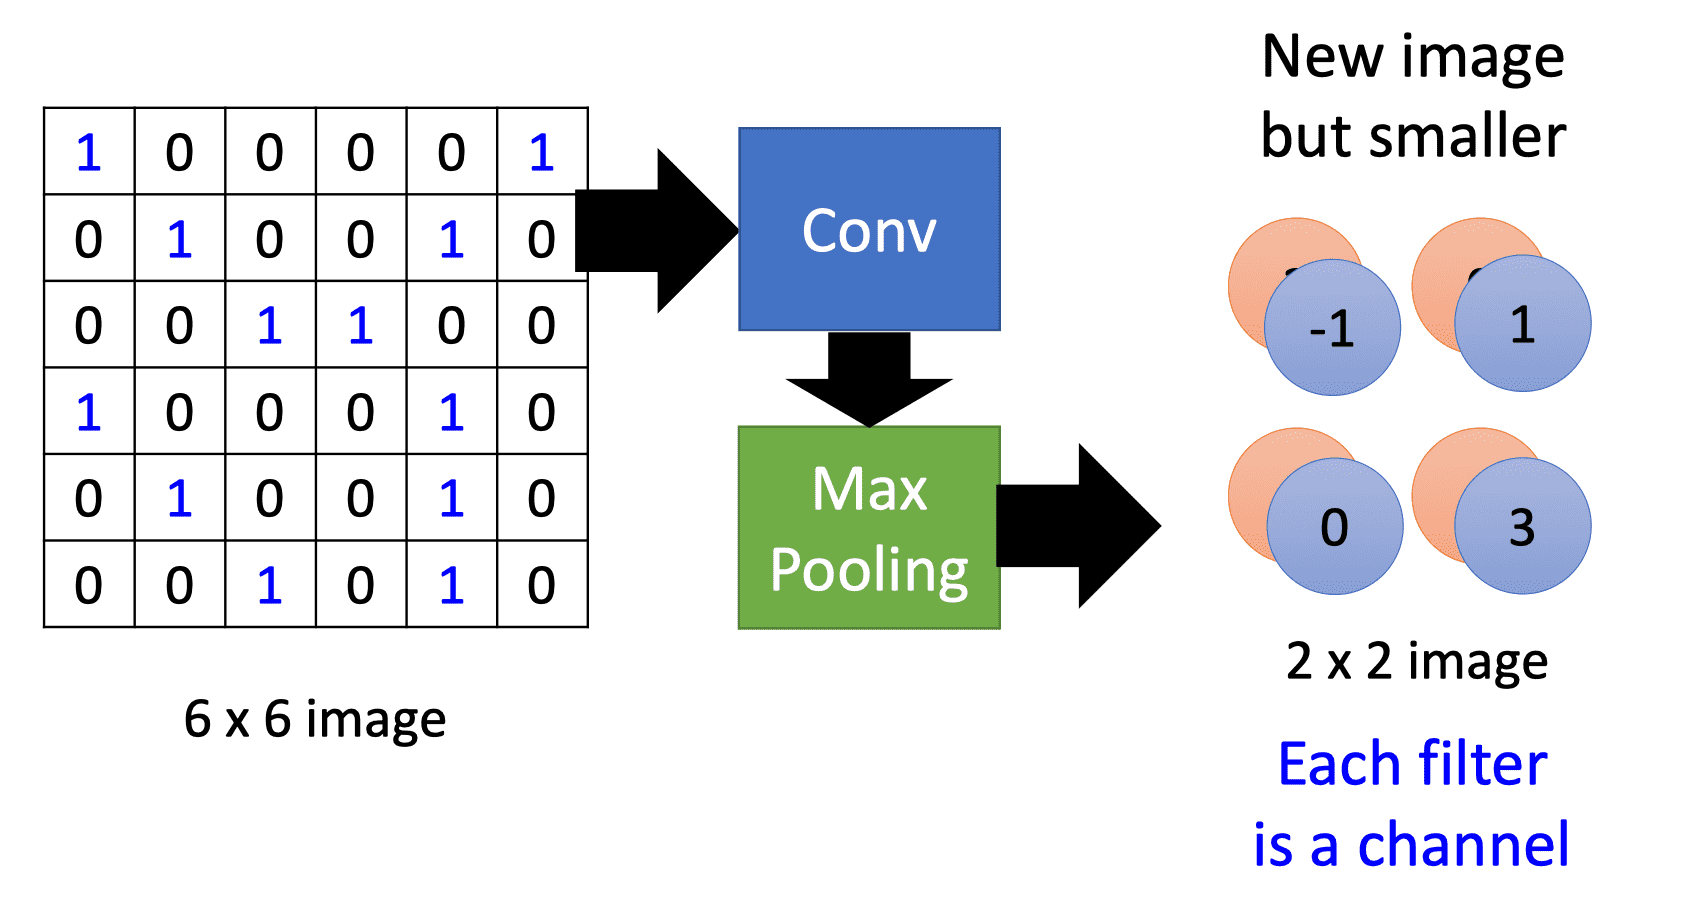 New image
but smaller
1 0 0 0 0 1
0 1 0 0 1 0
0 0 1 1 0 0
1 0 0 0 1 0
0 1 0 0 1 0
0 0 1 0 1 0
6 x 6 image
Conv
Max
Pooling
-1 1
0 3
2 x 2 image
Each filter
is a channel